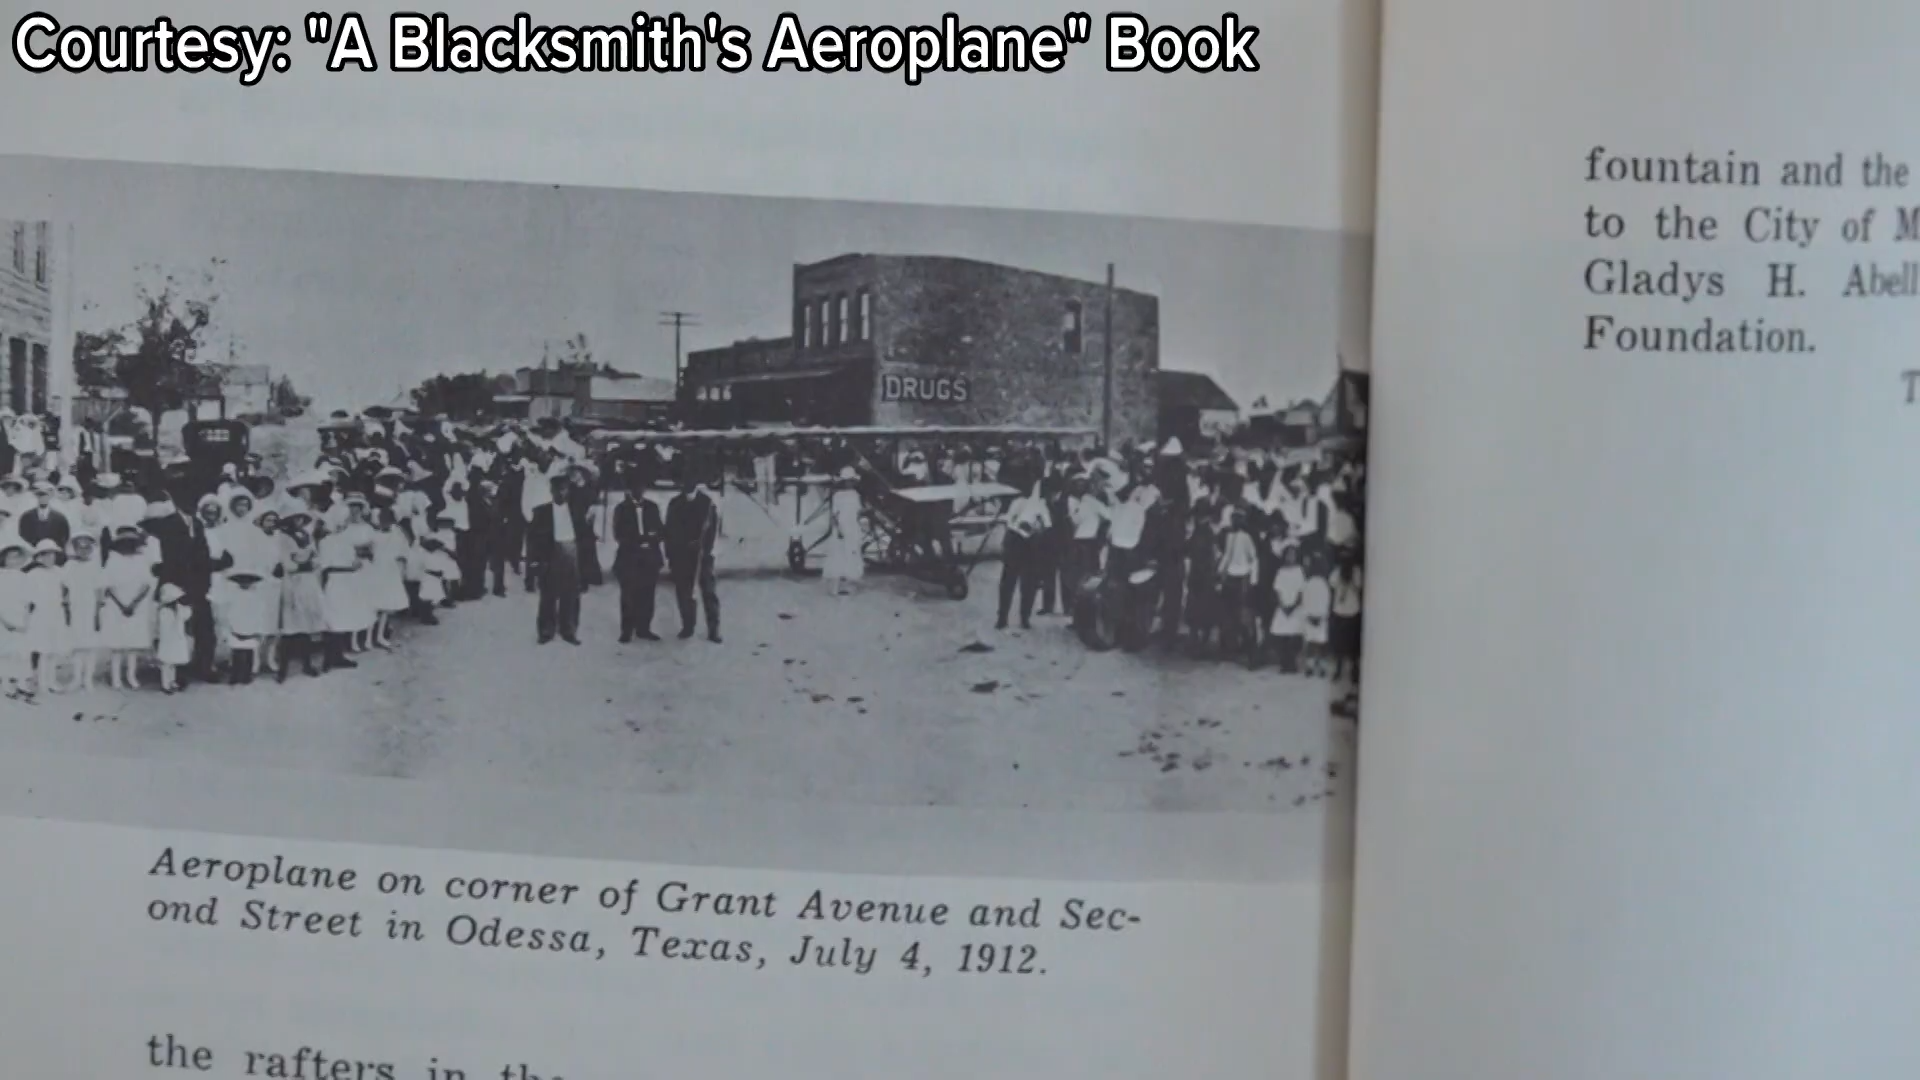 Courtesy: "A Blacksmith's Aeroplane" Book
DRUGS
Aeroplane on corner of Grant Avenue and Sec-
ond Street in Odessa, Texas, July 4, 1912.
the rafters in
fountain and the
to the City of
Gladys H.
Foundation.